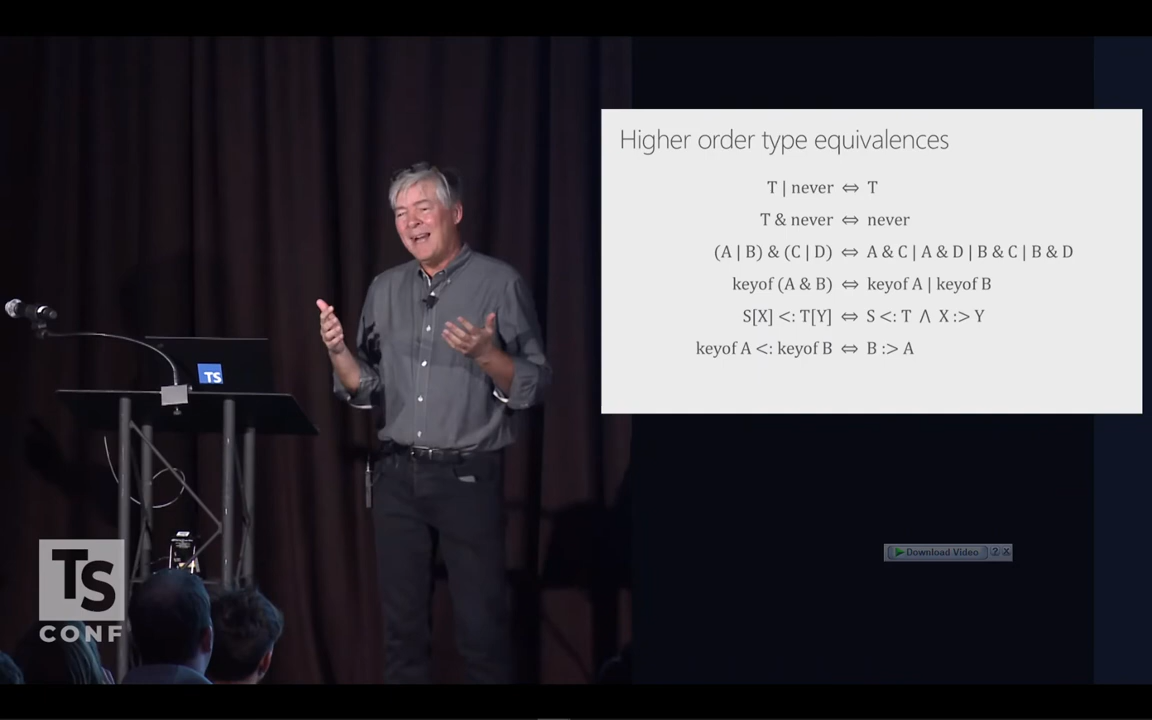 Higher order type equivalences
T | never ⇔ T
T & never ⇔ never
(A | B) & (C | D) ⇔ A & C | A & D | B & C | B & D
keyof (A & B) ⇔ keyof A | keyof B
S[X] <: T[Y] ⇔ S <: T ∧ X :> Y
keyof A <: keyof B ⇔ B :> A
TS
TS
CONF
Download Video ? X